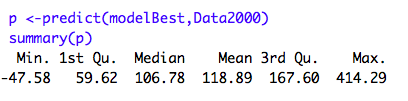 p <-predict(modelBest,Data2000)
summary(p)
Min. 1st Qu. Median Mean 3rd Qu. Max.
-47.58 59.62 106.78 118.89 167.60 414.29